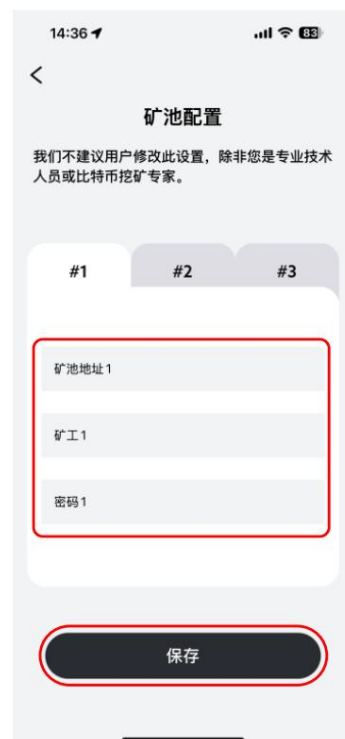 14:36
83
矿池配置
我们不建议用户修改此设置，除非您是专业技术
人员或比特币挖矿专家。
#1 #2 #3
矿池地址1
矿工1
密码1
保存